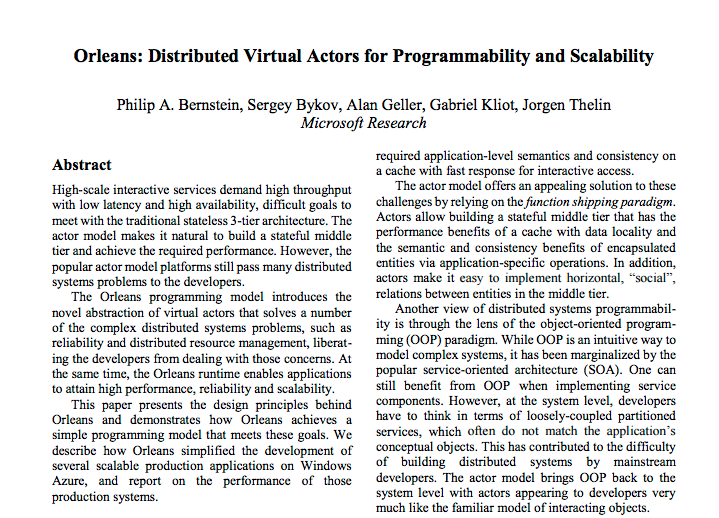 Orleans: Distributed Virtual Actors for Programmability and Scalability
Philip A. Bernstein, Sergey Bykov, Alan Geller, Gabriel Kliot, Jorgen Thelin
Microsoft Research
Abstract
High-scale interactive services demand high throughput
with low latency and high availability, difficult goals to
meet with the traditional stateless 3-tier architecture. The
actor model makes it natural to build a stateful middle
tier and achieve the required performance. However, the
popular actor model platforms still pass many distributed
systems problems to the developers.
The Orleans programming model introduces the
novel abstraction of virtual actors that solves a number
of the complex distributed systems problems, such as
reliability and distributed resource management, liberat-
ing the developers from dealing with those concerns. At
the same time, the Orleans runtime enables applications
to attain high performance, reliability and scalability.
This paper presents the design principles behind
Orleans and demonstrates how Orleans achieves a
simple programming model that meets these goals. We
describe how Orleans simplified the development of
several scalable production applications on Windows
Azure, and report on the performance of those
production systems.
required application-level semantics and consistency on
a cache with fast response for interactive access.
The actor model offers an appealing solution to these
challenges by relying on the function shipping paradigm.
Actors allow building a stateful middle tier that has the
performance benefits of a cache with data locality and
the semantic and consistency benefits of encapsulated
entities via application-specific operations. In addition,
actors make it easy to implement horizontal, “social”,
relations between entities in the middle tier.
Another view of distributed systems programmabil-
ity is through the lens of the object-oriented program-
ming (OOP) paradigm. While OOP is an intuitive way to
model complex systems, it has been marginalized by the
popular service-oriented architecture (SOA). One can
still benefit from OOP when implementing service
components. However, at the system level, developers
have to think in terms of loosely-coupled partitioned
services, which often do not match the application’s
conceptual objects. This has contributed to the difficulty
of building distributed systems by mainstream
developers. The actor model brings OOP back to the
system level with actors appearing to developers very
much like the familiar model of interacting objects.